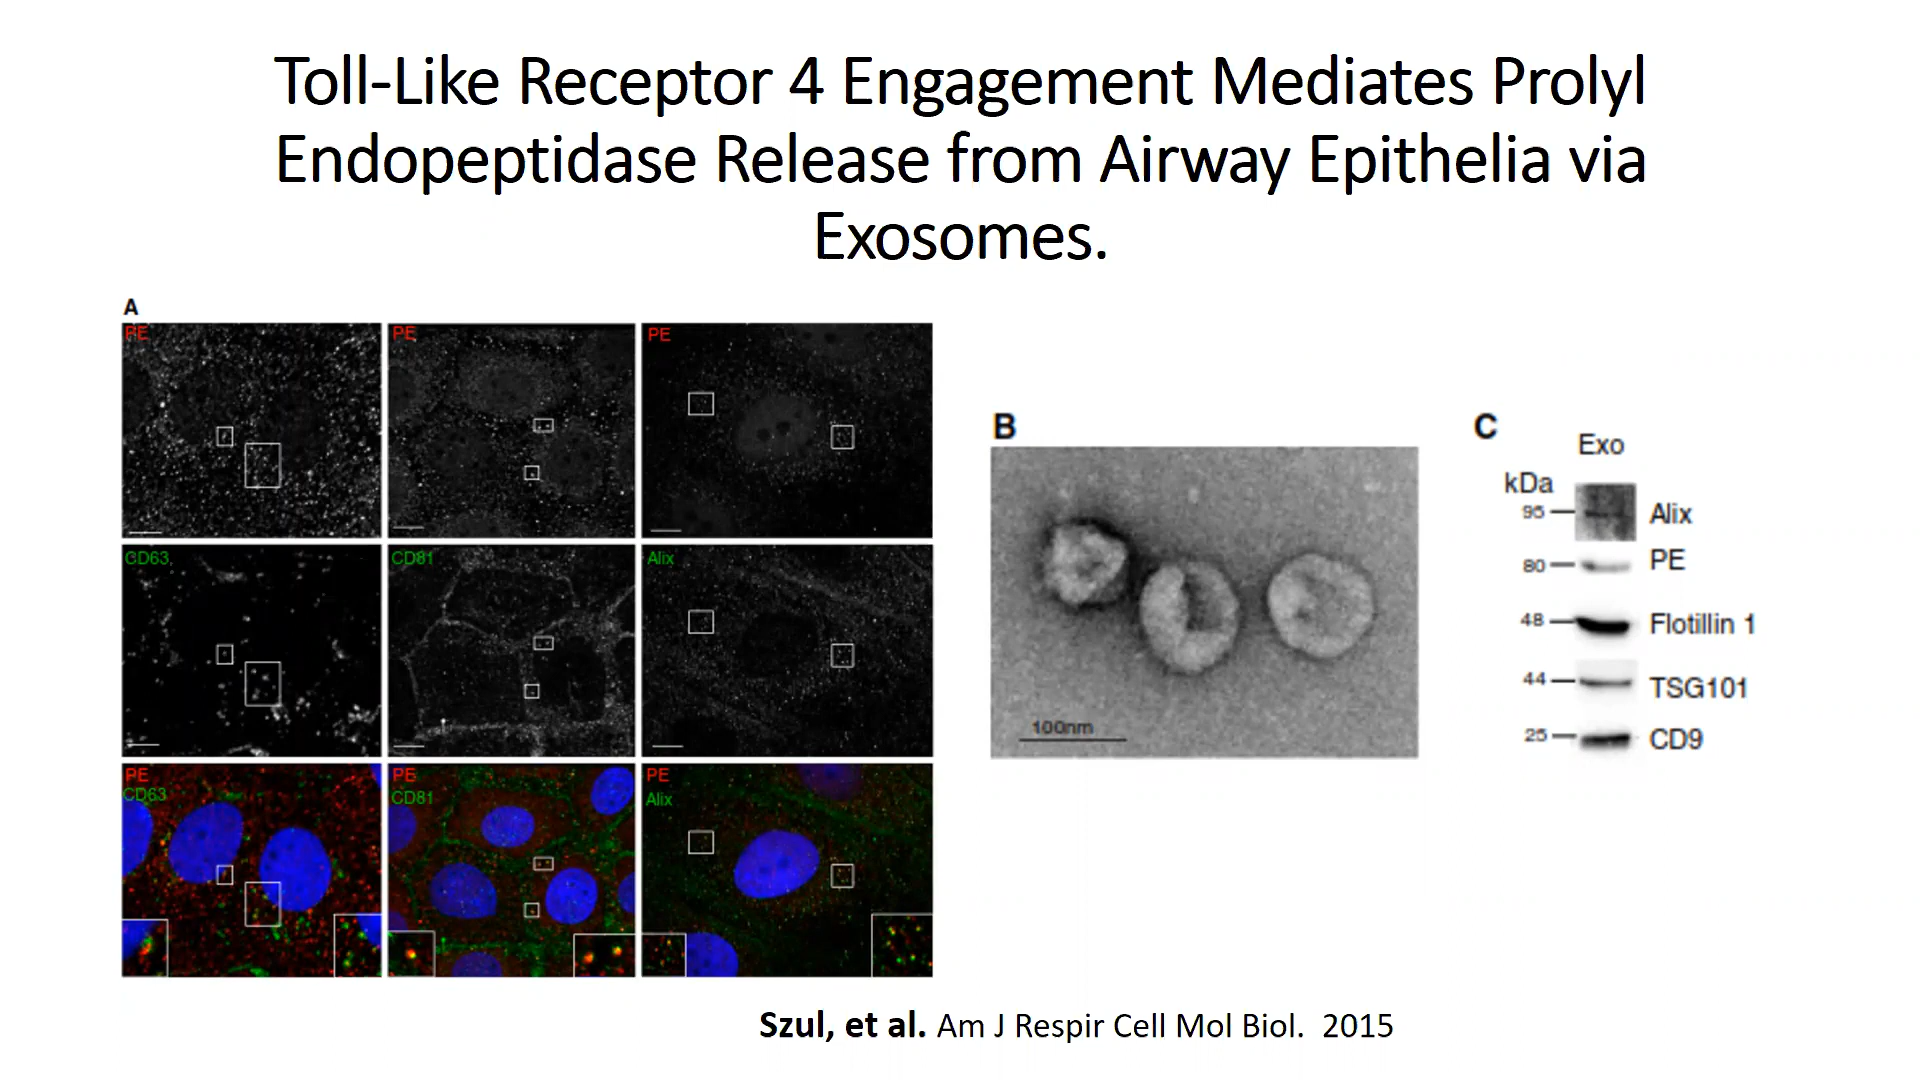 Toll-Like Receptor 4 Engagement Mediates Prolyl
Endopeptidase Release from Airway Epithelia via
Exosomes.
A
PE
PE
PE
CD63
CD81
Alix
PE
CD63
PE
CD81
PE
Alix
B
100nm
C
Exo
kDa
95 Alix
80 PE
48 Flotillin 1
44 TSG101
25 CD9
Szul, et al. Am J Respir Cell Mol Biol. 2015